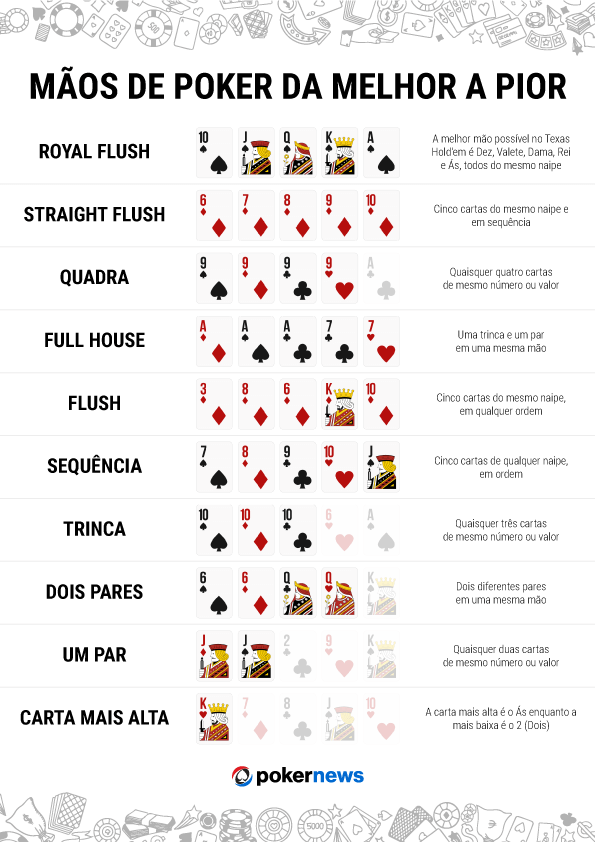 MÃOS DE POKER DA MELHOR A PIOR
ROYAL FLUSH
10 J Q K A
A melhor mão possível no Texas
Hold'em é Dez, Valete, Dama, Rei
e Ás, todos do mesmo naipe
STRAIGHT FLUSH
6 7 8 9 10
Cinco cartas do mesmo naipe e
em sequência
QUADRA
9 9 9 9 A
Quaisquer quatro cartas
de mesmo número ou valor
FULL HOUSE
A A A 7 7
Uma trinca e um par
em uma mesma mão
FLUSH
3 8 6 K 10
Cinco cartas do mesmo naipe,
em qualquer ordem
SEQUÊNCIA
7 8 9 10 J
Cinco cartas de qualquer naipe,
em ordem
TRINCA
10 10 10 6 A
Quaisquer três cartas
de mesmo número ou valor
DOIS PARES
6 6 Q Q K
Dois diferentes pares
em uma mesma mão
UM PAR
J J 2 9 K
Quaisquer duas cartas
de mesmo número ou valor
CARTA MAIS ALTA
K 7 8 J 10
A carta mais alta é o Ás enquanto a
mais baixa é o 2 (Dois)
pokernews
5000